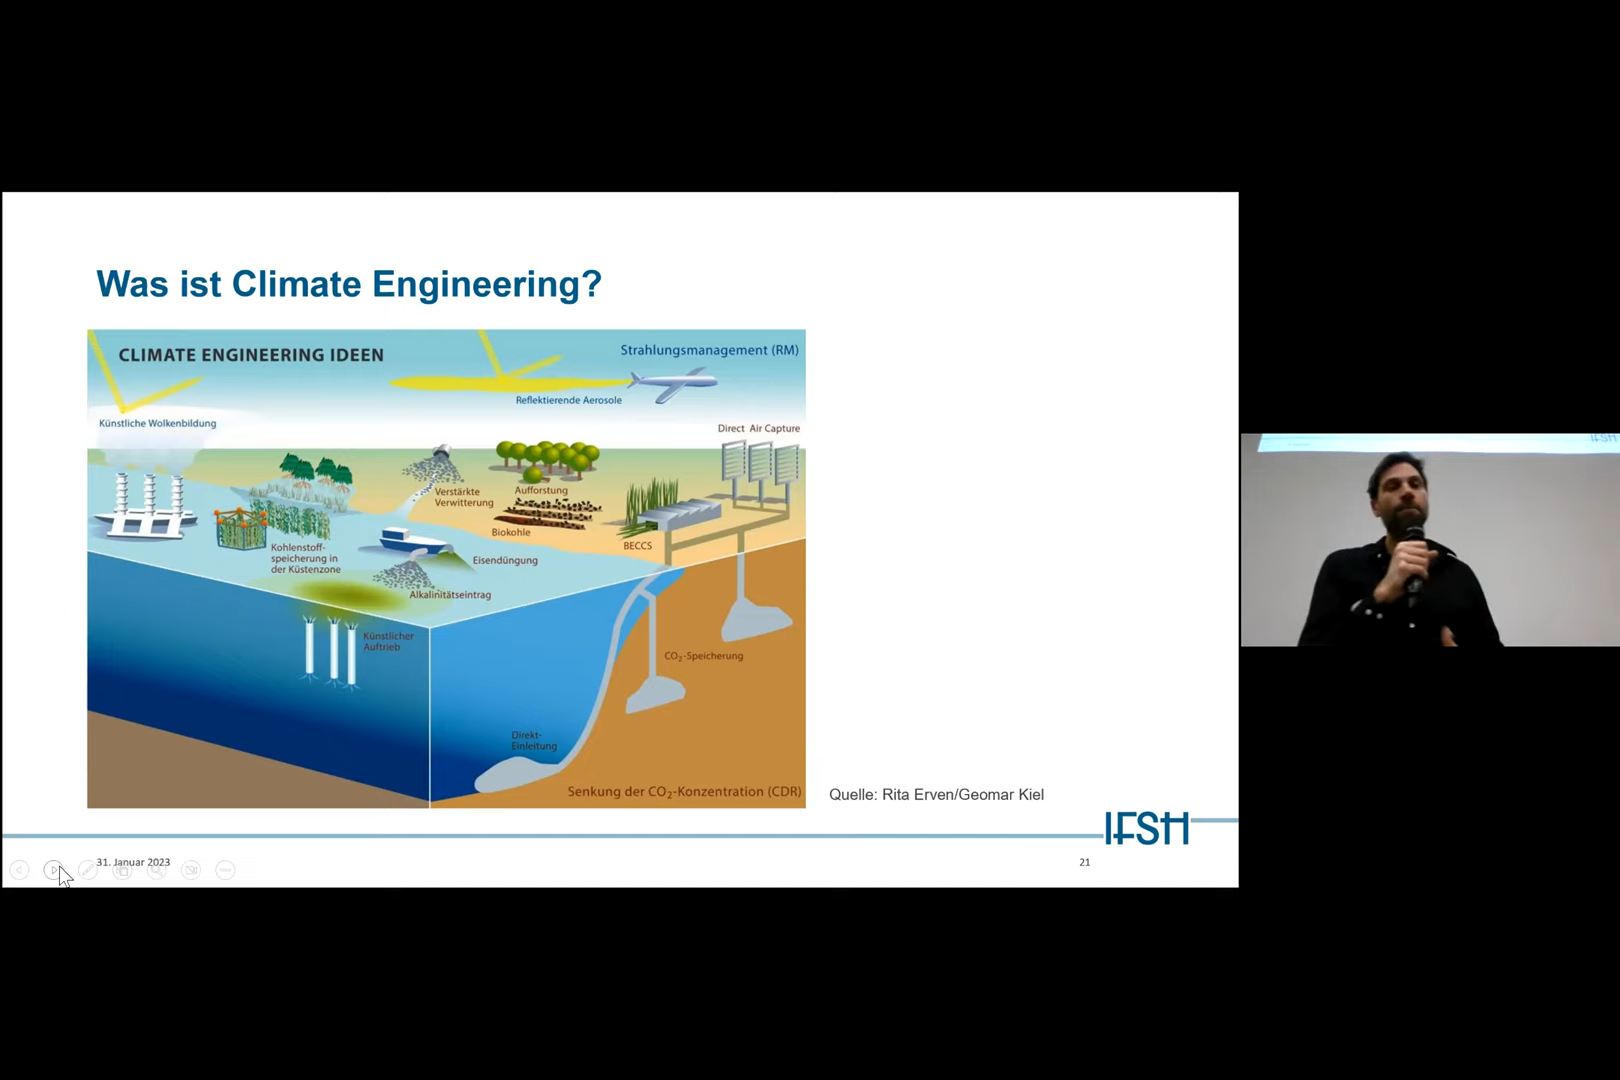 Was ist Climate Engineering?
CLIMATE ENGINEERING IDEEN
Strahlungsmanagement (RM)
Reflektierende Aerosole
Künstliche Wolkenbildung
Direct Air Capture
Verstärkte
Verwitterung
Aufforstung
Biokohle
BECCS
Kohlenstoff-
speicherung in
der Küstenzone
Eisendüngung
Alkalinitätseintrag
Künstlicher
Auftrieb
CO₂-Speicherung
Direkt-
Einleitung
Senkung der CO₂-Konzentration (CDR)
Quelle: Rita Erven/Geomar Kiel
IFSH
31. Januar 2023
21
IFSH